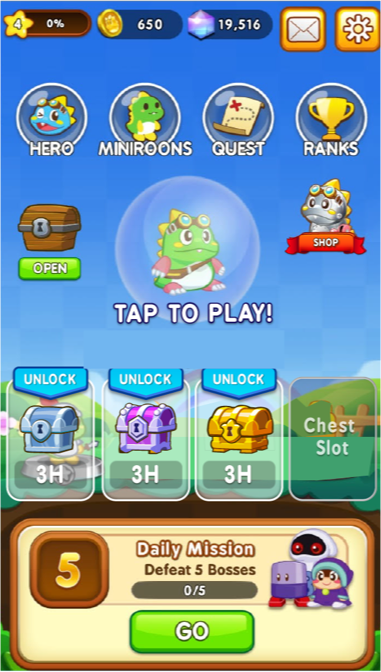 4 0% 650 19,516
HERO MINIROONS QUEST RANKS
OPEN
SHOP
TAP TO PLAY!
UNLOCK UNLOCK UNLOCK
3H 3H 3H
Chest
Slot
5
Daily Mission
Defeat 5 Bosses
0/5
GO